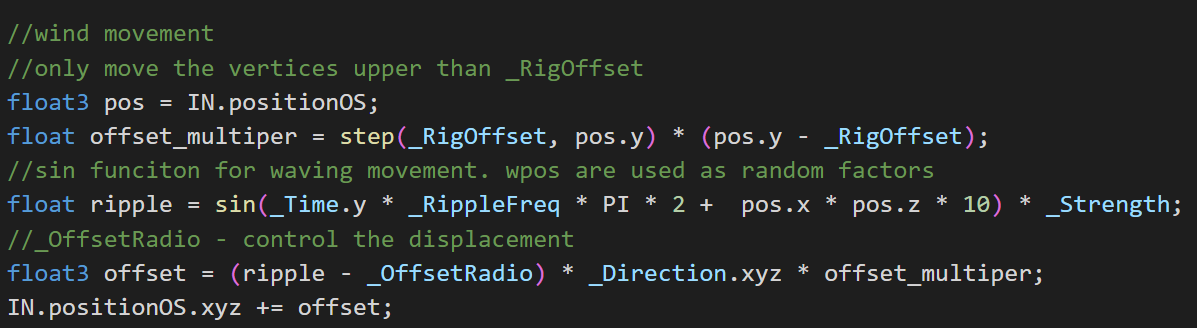 //wind movement
//only move the vertices upper than _RigOffset
float3 pos = IN.positionOS;
float offset_multiper = step(_RigOffset, pos.y) * (pos.y - _RigOffset);
//sin funciton for waving movement. wpos are used as random factors
float ripple = sin(_Time.y * _RippleFreq * PI * 2 +  pos.x * pos.z * 10) * _Strength;
//_OffsetRadio - control the displacement
float3 offset = (ripple - _OffsetRadio) * _Direction.xyz * offset_multiper;
IN.positionOS.xyz += offset;